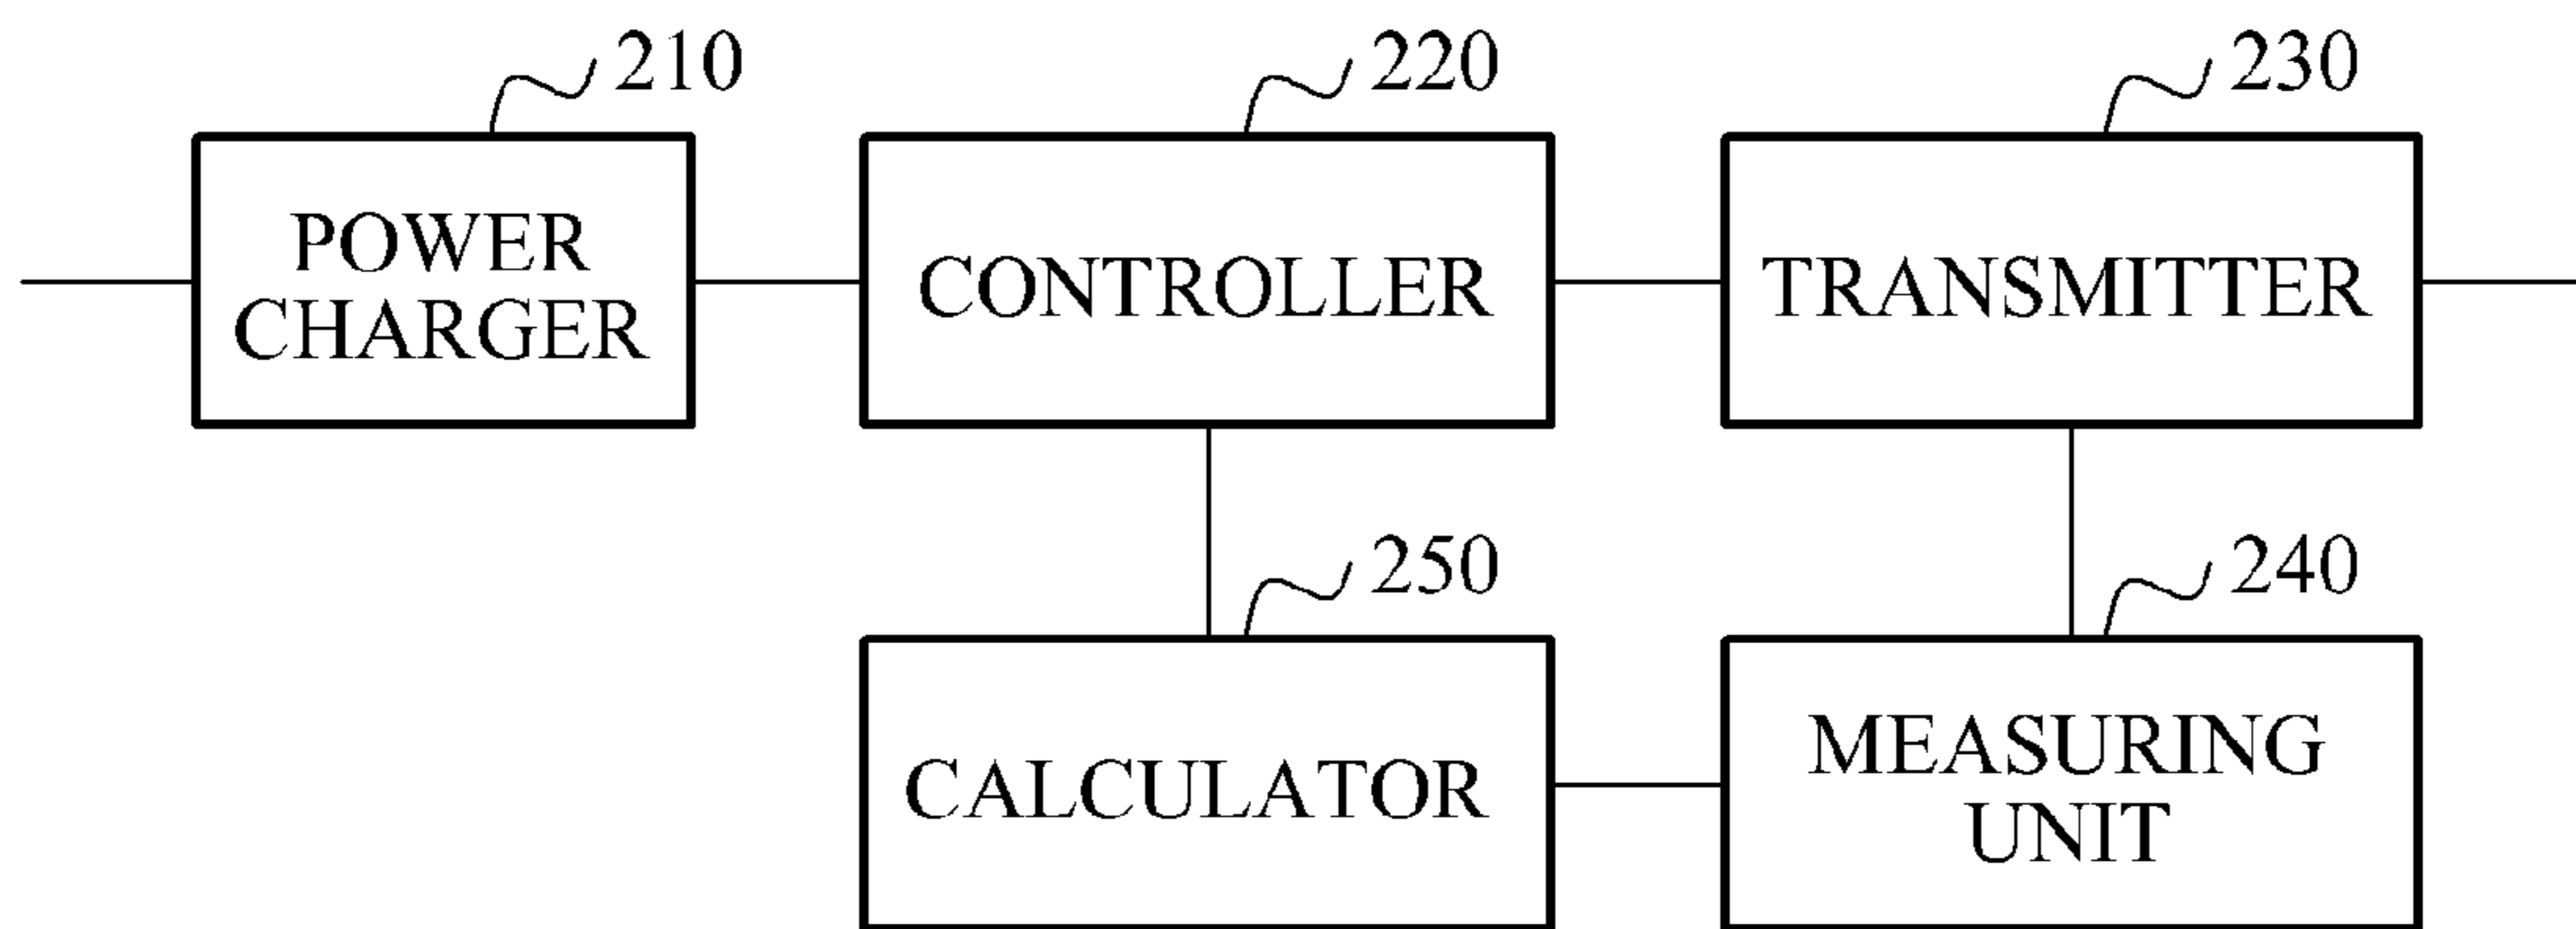 210
220
230
POWER
CHARGER
CONTROLLER
TRANSMITTER
250
240
CALCULATOR
MEASURING
UNIT